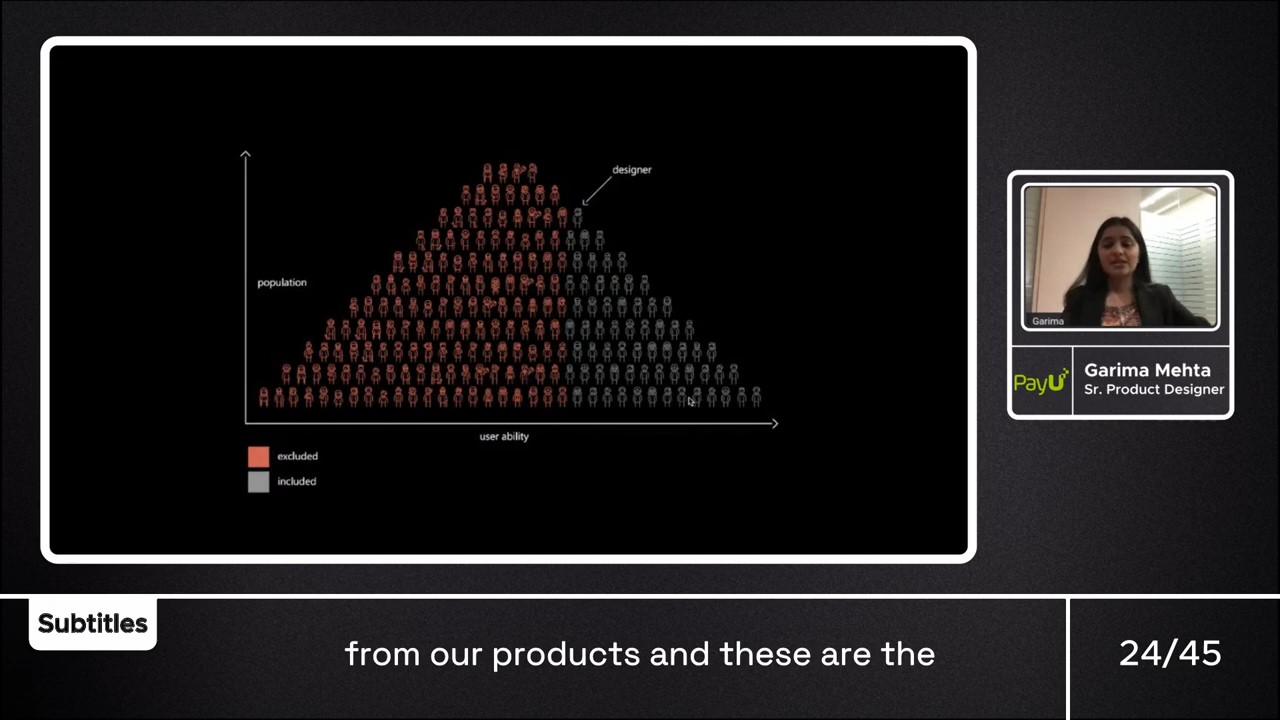 designer
population
user ability
excluded
included
Garima
PayU
Garima Mehta
Sr. Product Designer
Subtitles
from our products and these are the
24/45